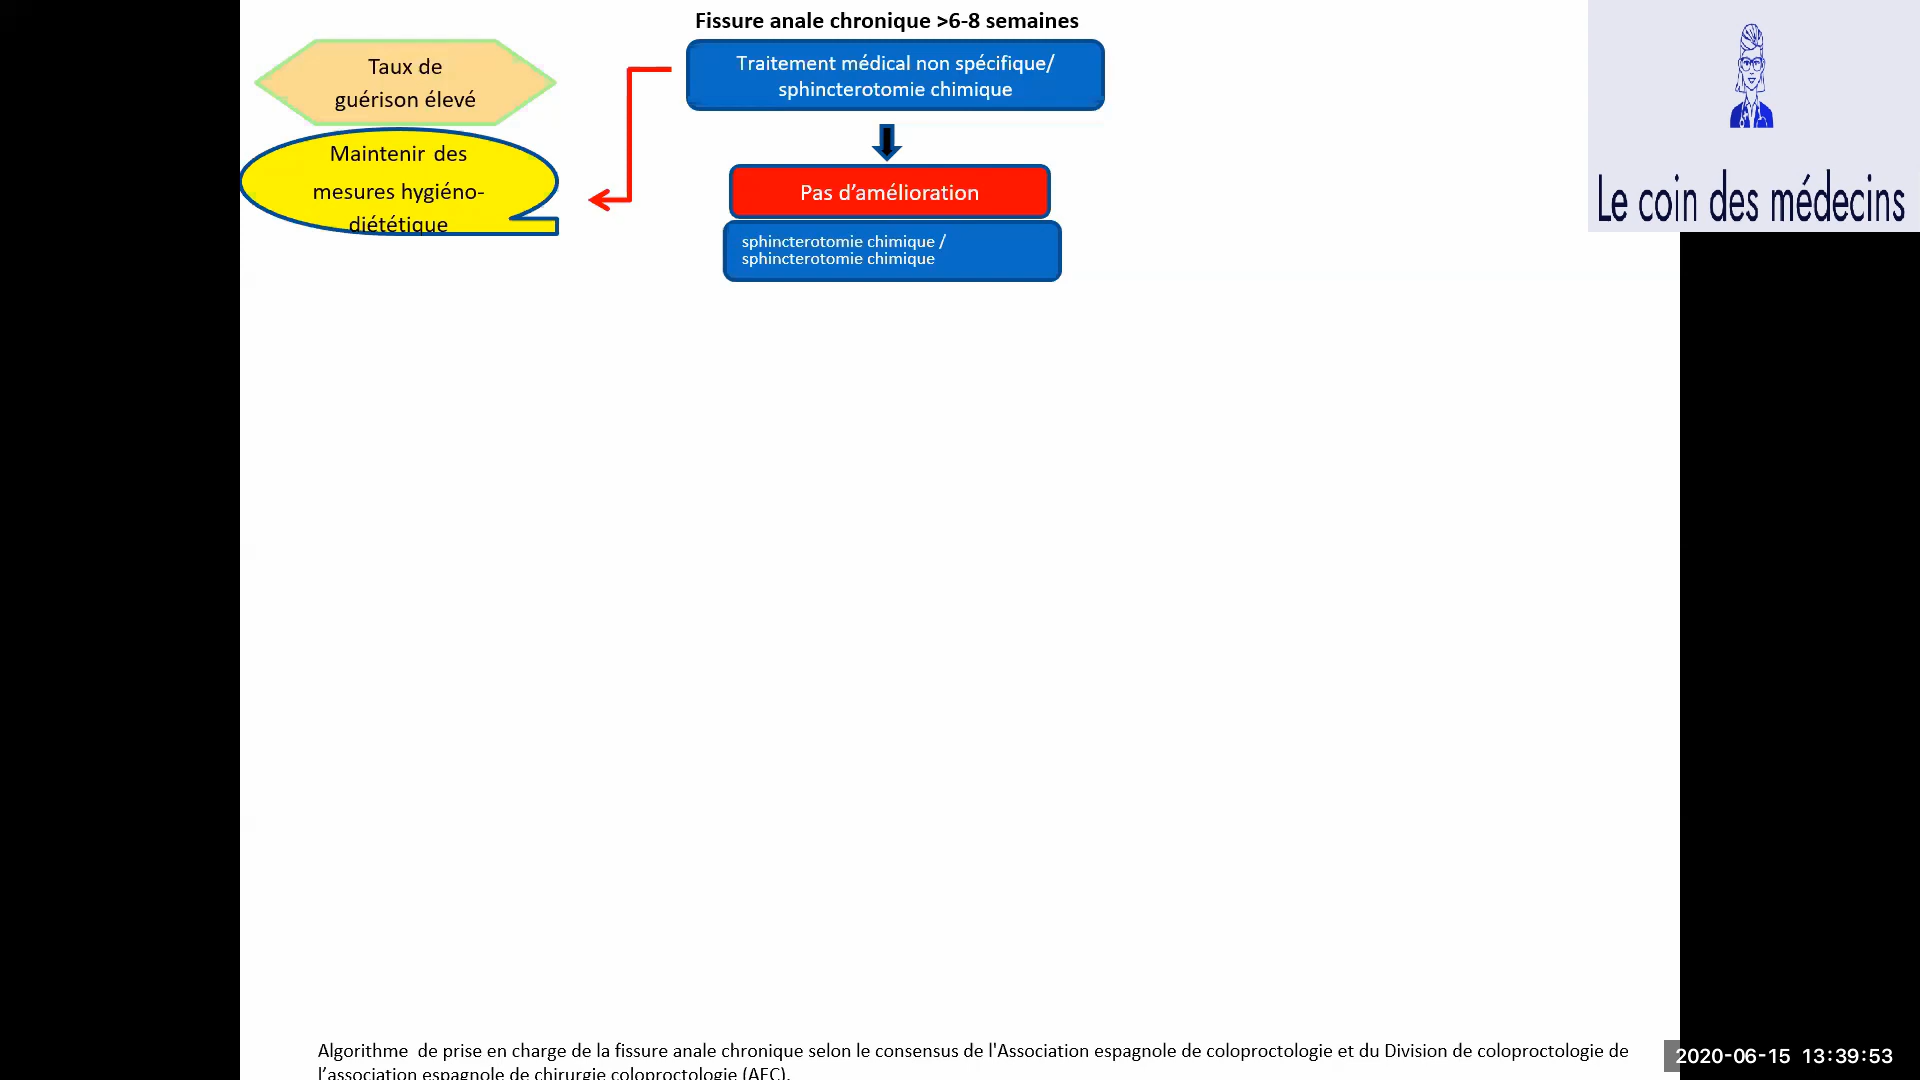 Fissure anale chronique >6-8 semaines
Taux de
guérison élevé
Maintenir des
mesures hygiéno-
diététique
Traitement médical non spécifique/
sphincterotomie chimique
Pas d’amélioration
sphincterotomie chimique /
sphincterotomie chimique
Le coin des médecins
Algorithme de prise en charge de la fissure anale chronique selon le consensus de l'Association espagnole de coloproctologie et du Division de coloproctologie de
l’association espagnole de chirurgie coloproctologie (AEC).
2020-06-15 13:39:53